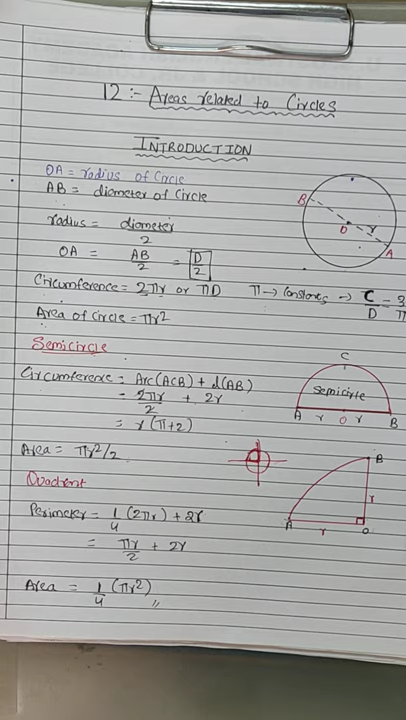 12:- Areas related to Circles
INTRODUCTION
OA = radius of Circle
AB = diameter of Circle
radius = diameter/2
OA = AB/2 = D/2
Circumference = 2πr or πD π → Constant → C/D = 3
π
Area of Circle = πr2
B
O
r
A
Semicircle
Circumference = Arc(ACB) + d(AB)
= 2πr/2 + 2r
= r(π+2)
Area = πr2/2
C
Semicircle
A r O r B
Quadrent
Perimeter = 1/4 (2πr) + 2r
= πr/2 + 2r
Area = 1/4 (πr2)
B
r
A r O